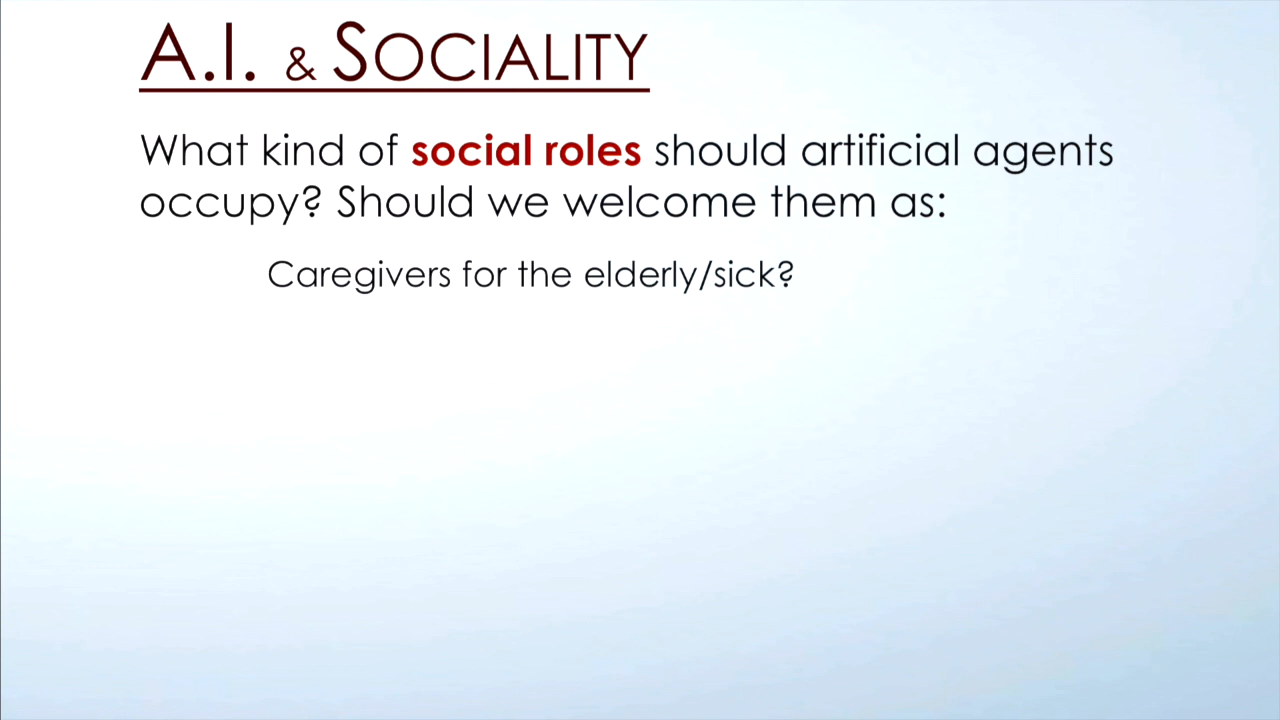 A.I. & SOCIALITY
What kind of social roles should artificial agents
occupy? Should we welcome them as:
Caregivers for the elderly/sick?